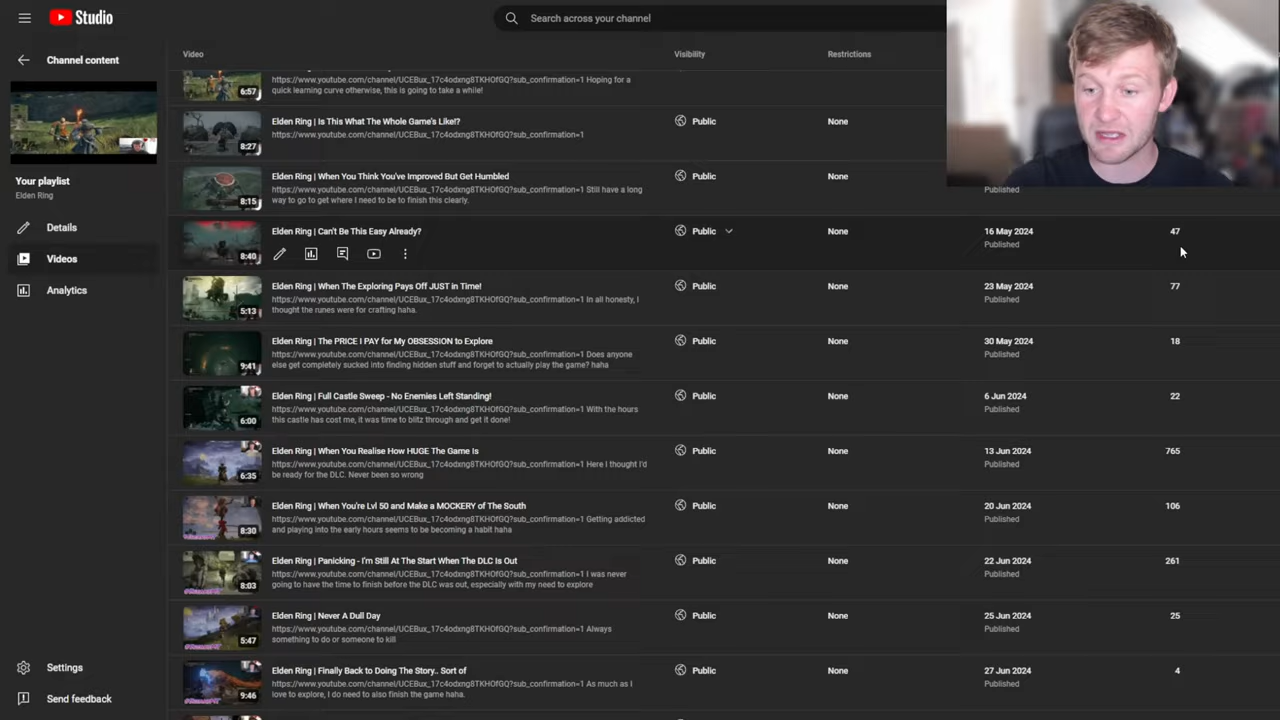 Studio
Search across your channel
Channel content
Your playlist
Elden Ring
Details
Videos
Analytics
Settings
Send feedback
Video
Visibility
Restrictions
6:57
https://www.youtube.com/channel/UCEBux_17c4odxng8TKHOfGQ?sub_confirmation=1 Hoping for a
quick learning curve otherwise, this is going to take a while!
8:27
Elden Ring | Is This What The Whole Game's Like!?
https://www.youtube.com/channel/UCEBux_17c4odxng8TKHOfGQ?sub_confirmation=1
Public
None
8:15
Elden Ring | When You Think You've Improved But Get Humbled
https://www.youtube.com/channel/UCEBux_17c4odxng8TKHOfGQ?sub_confirmation=1 Still have a long
way to go to get where I need to be to finish this clearly.
Public
None
Published
8:40
Elden Ring | Can't Be This Easy Already?
Public
None
16 May 2024
Published
47
5:13
Elden Ring | When The Exploring Pays Off JUST in Time!
https://www.youtube.com/channel/UCEBux_17c4odxng8TKHOfGQ?sub_confirmation=1 In all honesty, I
thought the runes were for crafting haha.
Public
None
23 May 2024
Published
77
9:41
Elden Ring | The PRICE I PAY for My OBSESSION to Explore
https://www.youtube.com/channel/UCEBux_17c4odxng8TKHOfGQ?sub_confirmation=1 Does anyone
else get completely sucked into finding hidden stuff and forget to actually play the game? haha
Public
None
30 May 2024
Published
18
6:00
Elden Ring | Full Castle Sweep - No Enemies Left Standing!
https://www.youtube.com/channel/UCEBux_17c4odxng8TKHOfGQ?sub_confirmation=1 With the hours
this castle has cost me, it was time to blitz through and get it done!
Public
None
6 Jun 2024
Published
22
6:35
Elden Ring | When You Realise How HUGE The Game Is
https://www.youtube.com/channel/UCEBux_17c4odxng8TKHOfGQ?sub_confirmation=1 Here I thought I'd
be ready for the DLC. Never been so wrong
Public
None
13 Jun 2024
Published
765
8:30
Elden Ring | When You're Lvl 50 and Make a MOCKERY of The South
https://www.youtube.com/channel/UCEBux_17c4odxng8TKHOfGQ?sub_confirmation=1 Getting addicted
and playing into the early hours seems to be becoming a habit haha
Public
None
20 Jun 2024
Published
106
8:03
Elden Ring | Panicking - I'm Still At The Start When The DLC Is Out
https://www.youtube.com/channel/UCEBux_17c4odxng8TKHOfGQ?sub_confirmation=1 I was never
going to have the time to finish before the DLC was out, especially with my need to explore
Public
None
22 Jun 2024
Published
261
5:47
Elden Ring | Never A Dull Day
https://www.youtube.com/channel/UCEBux_17c4odxng8TKHOfGQ?sub_confirmation=1 Always
something to do or someone to kill
Public
None
25 Jun 2024
Published
25
9:46
Elden Ring | Finally Back to Doing The Story.. Sort of
https://www.youtube.com/channel/UCEBux_17c4odxng8TKHOfGQ?sub_confirmation=1 As much as I
love to explore, I do need to also finish the game haha.
Public
None
27 Jun 2024
Published
4